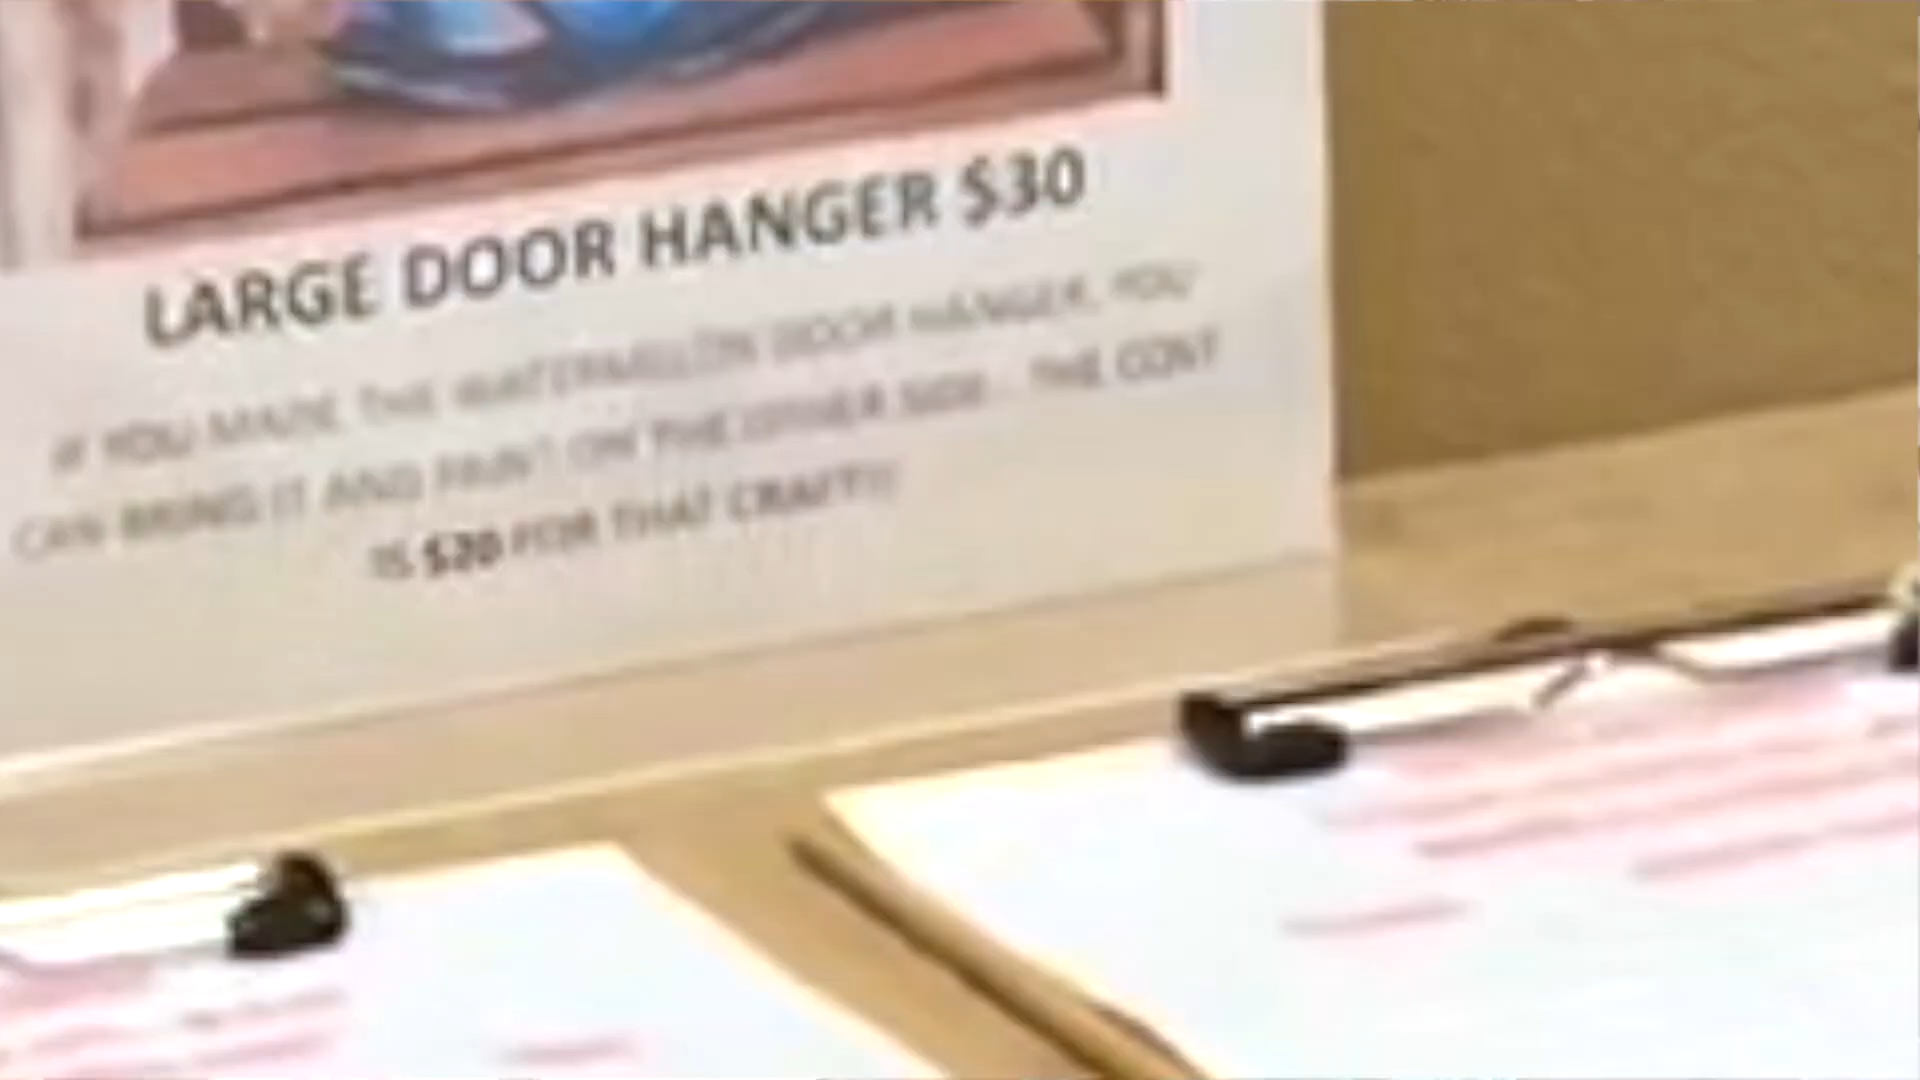 LARGE DOOR HANGER $30
IF YOU MADE THE WATERMELON DOOR HANGER, YOU
CAN BRING IT AND PAINT ON THE OTHER SIDE - THE COST
IS $20 FOR THAT CRAFT!!